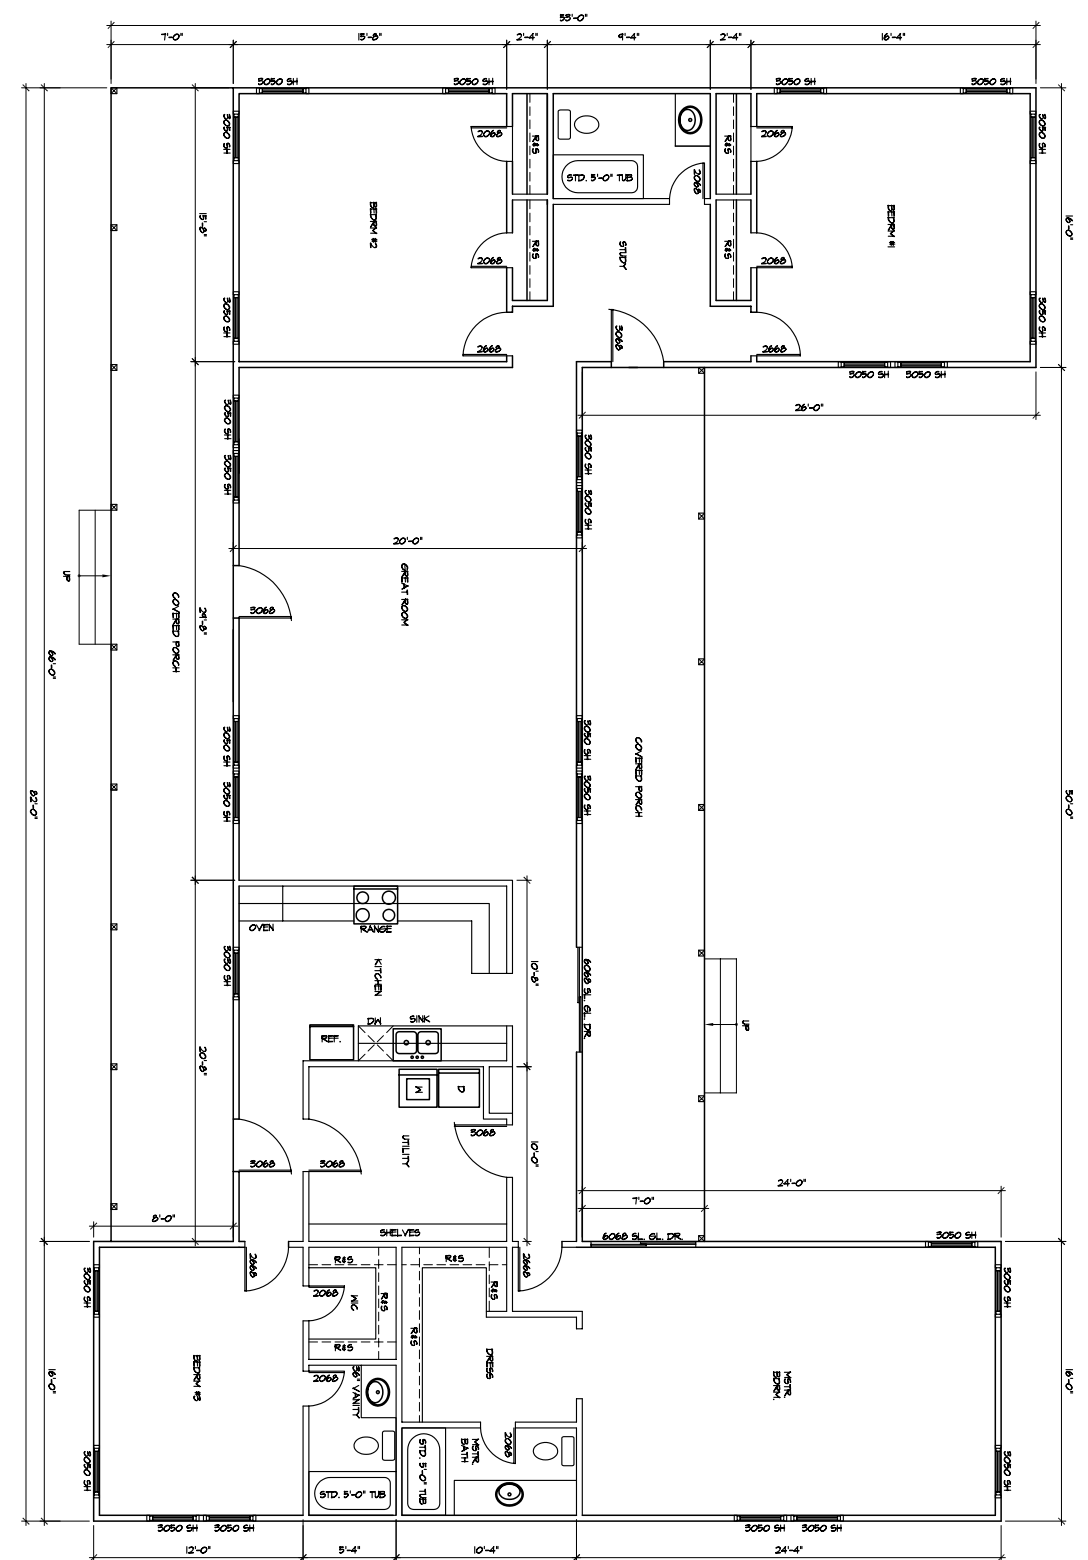 53'-0"
7'-0"
15'-8"
2'-4"
9'-4"
2'-4"
16'-4"
3050 SH
3050 SH
3050 SH
3050 SH
3050 SH
2068
R&S
2068
R&S
3050 SH
STD. 5'-0" TUB
2068
15'-8"
BEDRM #2
BEDRM #1
16'-0"
2068
R&S
STUDY
R&S
2068
3050 SH
2668
3068
2668
3050 SH
3050 SH
3050 SH
26'-0"
3050 SH
3050 SH
3050 SH
3050 SH
20'-0"
UP
COVERED PORCH
29'-8"
3068
GREAT ROOM
66'-0"
3050 SH
3050 SH
3050 SH
3050 SH
COVERED PORCH
82'-0"
50'-0"
OVEN
RANGE
3050 SH
KITCHEN
10'-8"
6068 SL. GL. DR.
DW
SINK
REF.
UP
20'-8"
W
D
3068
UTILITY
10'-0"
3068
3068
24'-0"
7'-0"
8'-0"
SHELVES
6068 SL. GL. DR.
3050 SH
2668
R&S
R&S
2668
3050 SH
2068
WIC
R&S
R&S
3050 SH
R&S
R&S
16'-0"
BEDRM #3
2068
36" VANITY
DRESS
MSTR. BDRM.
16'-0"
3050 SH
STD. 5'-0" TUB
STD. 5'-0" TUB
MSTR. BATH
2068
3050 SH
3050 SH
3050 SH
3050 SH
3050 SH
12'-0"
5'-4"
10'-4"
24'-4"